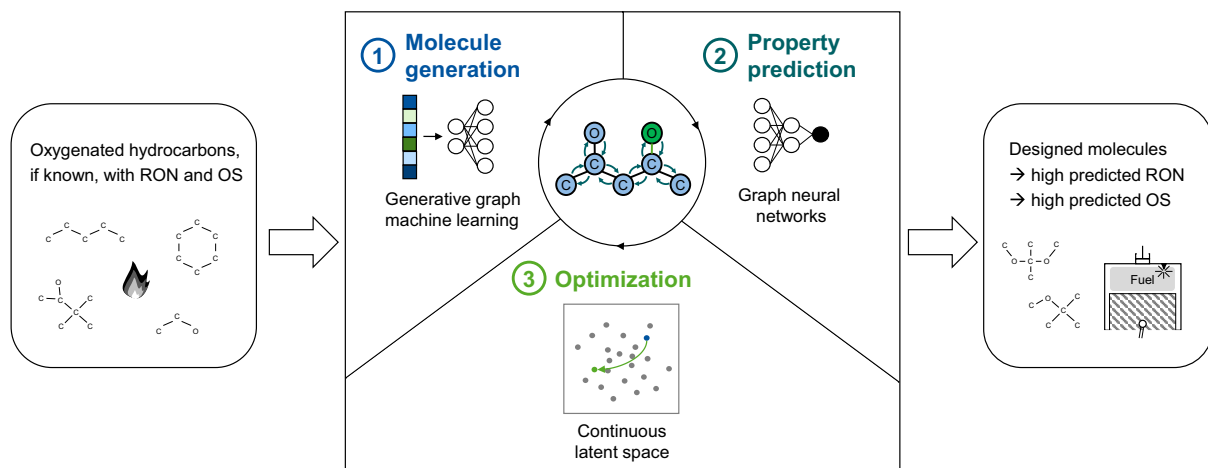 Oxygenated hydrocarbons,
if known, with RON and OS
C C C C C
C C C C C C
O
C C C C C C
C C O
1 Molecule
generation
Generative graph
machine learning
2 Property
prediction
Graph neural
networks
O O
C C
C C C
3 Optimization
Continuous
latent space
Designed molecules
→ high predicted RON
→ high predicted OS
C C C
O C O
C
C O C
C C C
Fuel